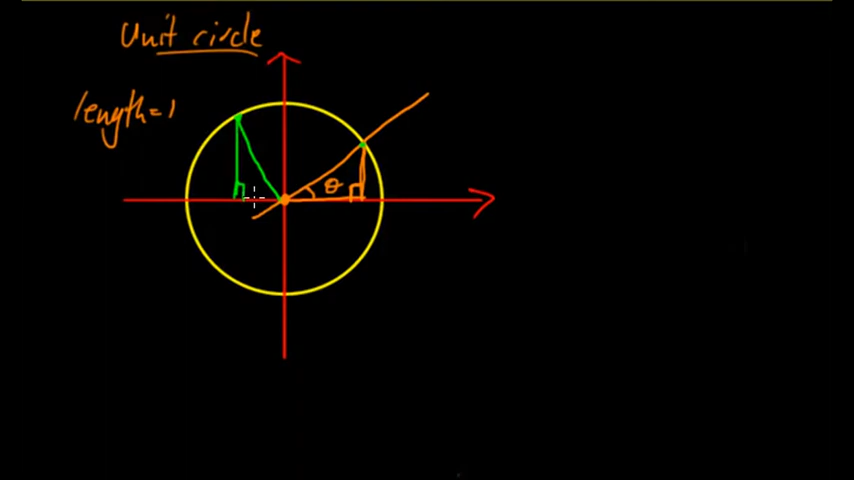 Unit circle
length=1
θ